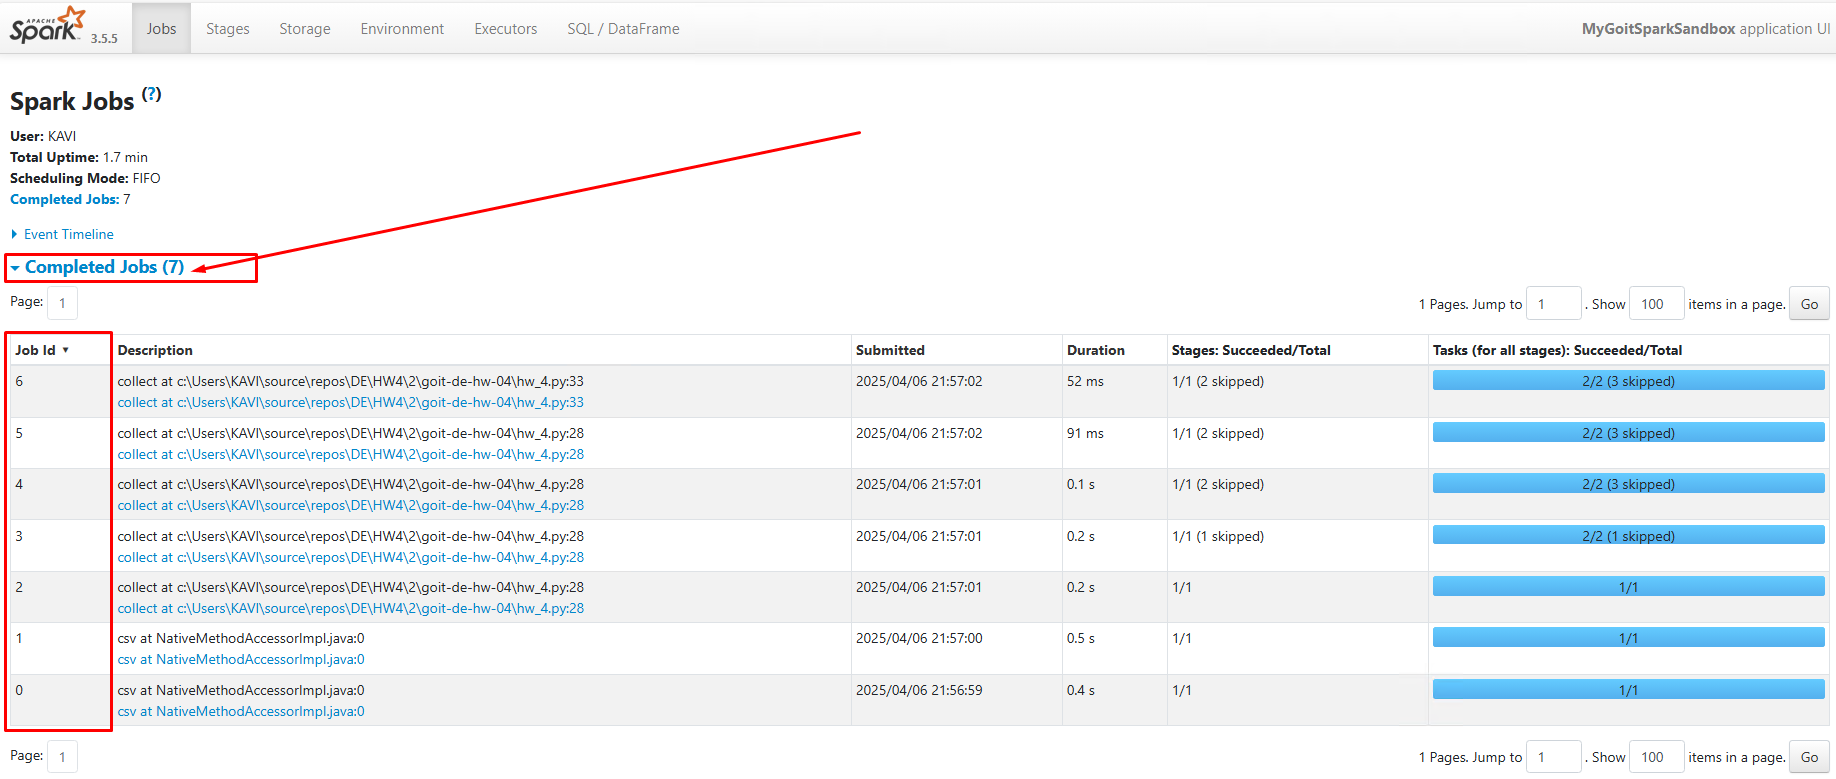 APACHE Spark 3.5.5 Jobs Stages Storage Environment Executors SQL / DataFrame MyGoitSparkSandbox application UI
Spark Jobs (?)
User: KAVI
Total Uptime: 1.7 min
Scheduling Mode: FIFO
Completed Jobs: 7
Event Timeline
Completed Jobs (7)
Page: 1 1 Pages. Jump to 1 . Show 100 items in a page. Go
Job Id ▾ Description Submitted Duration Stages: Succeeded/Total Tasks (for all stages): Succeeded/Total
6 collect at c:\Users\KAVI\source\repos\DE\HW4\2\goit-de-hw-04\hw_4.py:33 2025/04/06 21:57:02 52 ms 1/1 (2 skipped) 2/2 (3 skipped)
collect at c:\Users\KAVI\source\repos\DE\HW4\2\goit-de-hw-04\hw_4.py:33
5 collect at c:\Users\KAVI\source\repos\DE\HW4\2\goit-de-hw-04\hw_4.py:28 2025/04/06 21:57:02 91 ms 1/1 (2 skipped) 2/2 (3 skipped)
collect at c:\Users\KAVI\source\repos\DE\HW4\2\goit-de-hw-04\hw_4.py:28
4 collect at c:\Users\KAVI\source\repos\DE\HW4\2\goit-de-hw-04\hw_4.py:28 2025/04/06 21:57:01 0.1 s 1/1 (2 skipped) 2/2 (3 skipped)
collect at c:\Users\KAVI\source\repos\DE\HW4\2\goit-de-hw-04\hw_4.py:28
3 collect at c:\Users\KAVI\source\repos\DE\HW4\2\goit-de-hw-04\hw_4.py:28 2025/04/06 21:57:01 0.2 s 1/1 (1 skipped) 2/2 (1 skipped)
collect at c:\Users\KAVI\source\repos\DE\HW4\2\goit-de-hw-04\hw_4.py:28
2 collect at c:\Users\KAVI\source\repos\DE\HW4\2\goit-de-hw-04\hw_4.py:28 2025/04/06 21:57:01 0.2 s 1/1 1/1
collect at c:\Users\KAVI\source\repos\DE\HW4\2\goit-de-hw-04\hw_4.py:28
1 csv at NativeMethodAccessorImpl.java:0 2025/04/06 21:57:00 0.5 s 1/1 1/1
csv at NativeMethodAccessorImpl.java:0
0 csv at NativeMethodAccessorImpl.java:0 2025/04/06 21:56:59 0.4 s 1/1 1/1
csv at NativeMethodAccessorImpl.java:0
Page: 1 1 Pages. Jump to 1 . Show 100 items in a page. Go